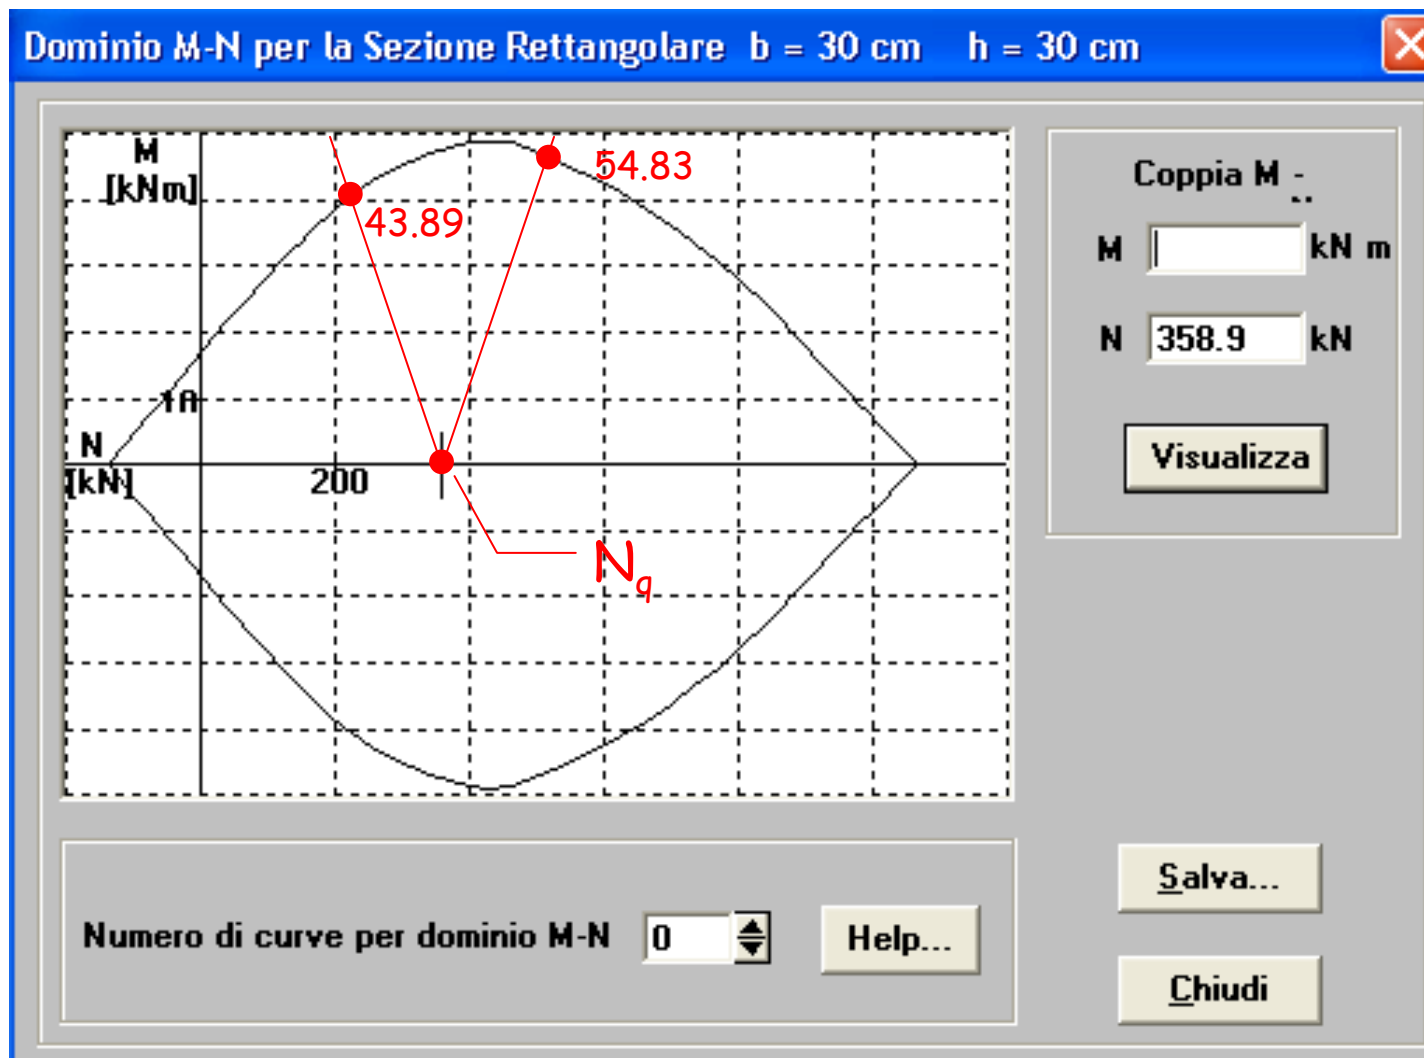 Dominio M-N per la Sezione Rettangolare b = 30 cm h = 30 cm
M
[kNm]
54.83
43.89
10
N
[kN]
200
Nq
Coppia M -
M kN m
N 358.9 kN
Visualizza
Numero di curve per dominio M-N 0
Help...
Salva...
Chiudi